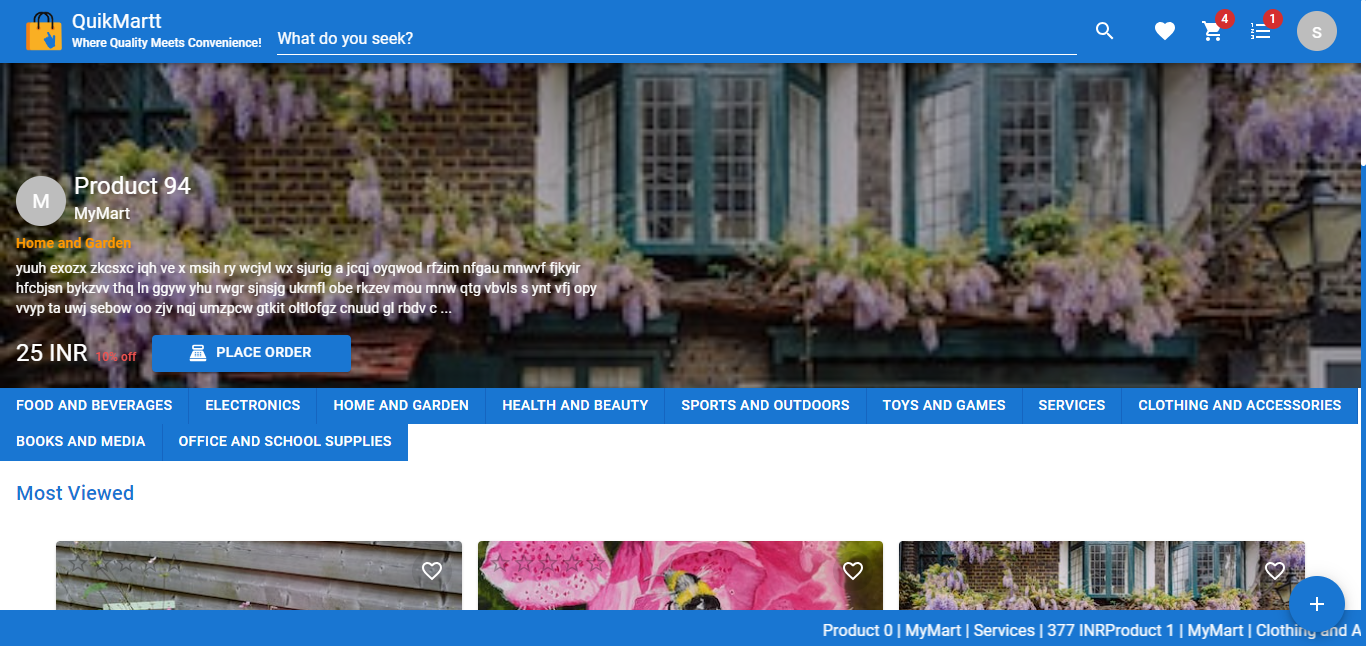 QuikMartt
Where Quality Meets Convenience!
What do you seek?
4
1
S
M
Product 94
MyMart
Home and Garden
yuuh exozx zkcsxc iqh ve x msih ry wcjvl wx sjurig a jcqj oyqwod rfzim nfgau mnwvf fjkyir
hfcbjsn bykzvv thq ln ggyw yhu rwgr sjnsjg ukrnfl obe rkzev mou mnw qtg vbvls s ynt vfj opy
vvyp ta uwj sebow oo zjv nqj umzpcw gtkit oltlofgz cnuud gl rbdv c ...
25 INR 16% off PLACE ORDER
FOOD AND BEVERAGES ELECTRONICS HOME AND GARDEN HEALTH AND BEAUTY SPORTS AND OUTDOORS TOYS AND GAMES SERVICES CLOTHING AND ACCESSORIES
BOOKS AND MEDIA OFFICE AND SCHOOL SUPPLIES
Most Viewed
Product 0 | MyMart | Services | 377 INRProduct 1 | MyMart | Clothing and A